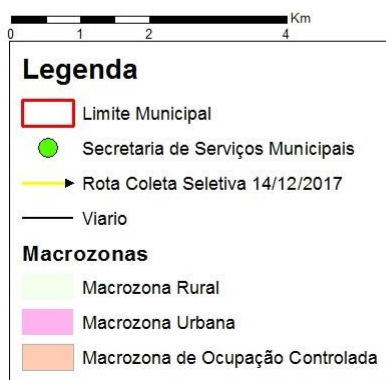 Km
0 1 2 4
Legenda
Limite Municipal
Secretaria de Serviços Municipais
Rota Coleta Seletiva 14/12/2017
Viario
Macrozonas
Macrozona Rural
Macrozona Urbana
Macrozona de Ocupação Controlada